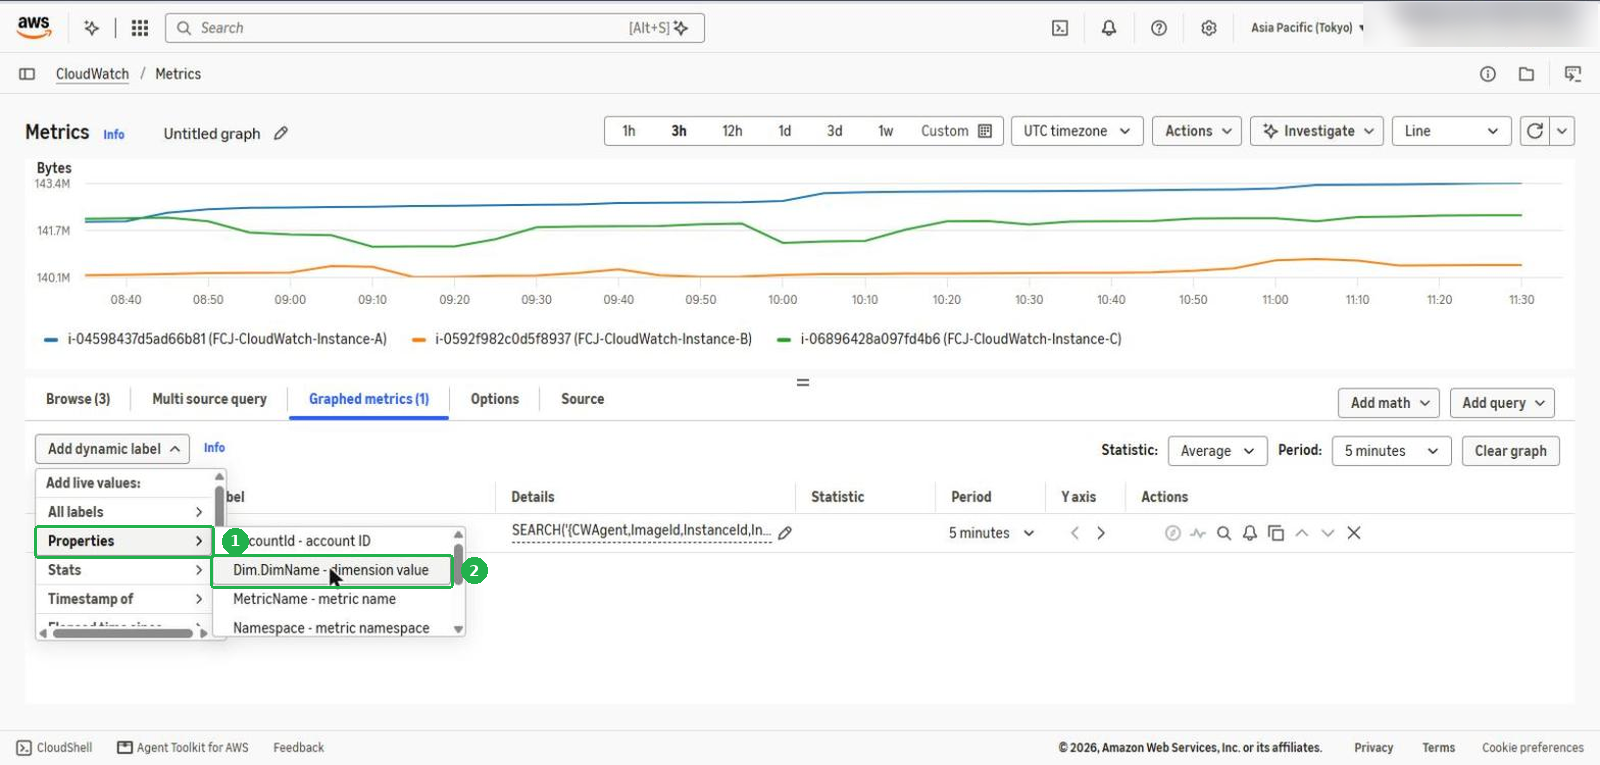 aws
Search [Alt+S]
Asia Pacific (Tokyo)
CloudWatch / Metrics
Metrics Info Untitled graph
1h 3h 12h 1d 3d 1w Custom UTC timezone Actions Investigate Line
Bytes
143.4M
141.7M
140.1M
08:40 08:50 09:00 09:10 09:20 09:30 09:40 09:50 10:00 10:10 10:20 10:30 10:40 10:50 11:00 11:10 11:20 11:30
i-04598437d5ad66b81 (FCJ-CloudWatch-Instance-A) i-0592f982c0d5f8937 (FCJ-CloudWatch-Instance-B) i-06896428a097fd4b6 (FCJ-CloudWatch-Instance-C)
Browse (3) Multi source query Graphed metrics (1) Options Source Add math Add query
Add dynamic label Info Statistic: Average Period: 5 minutes Clear graph
Add live values:
bel Details Statistic Period Y axis Actions
All labels
SEARCH('{CWAgent,ImageId,InstanceId,In... 5 minutes
Properties 1 countId - account ID
Stats Dim.DimName - dimension value 2
Timestamp of MetricName - metric name
Namespace - metric namespace
CloudShell Agent Toolkit for AWS Feedback © 2026, Amazon Web Services, Inc. or its affiliates. Privacy Terms Cookie preferences